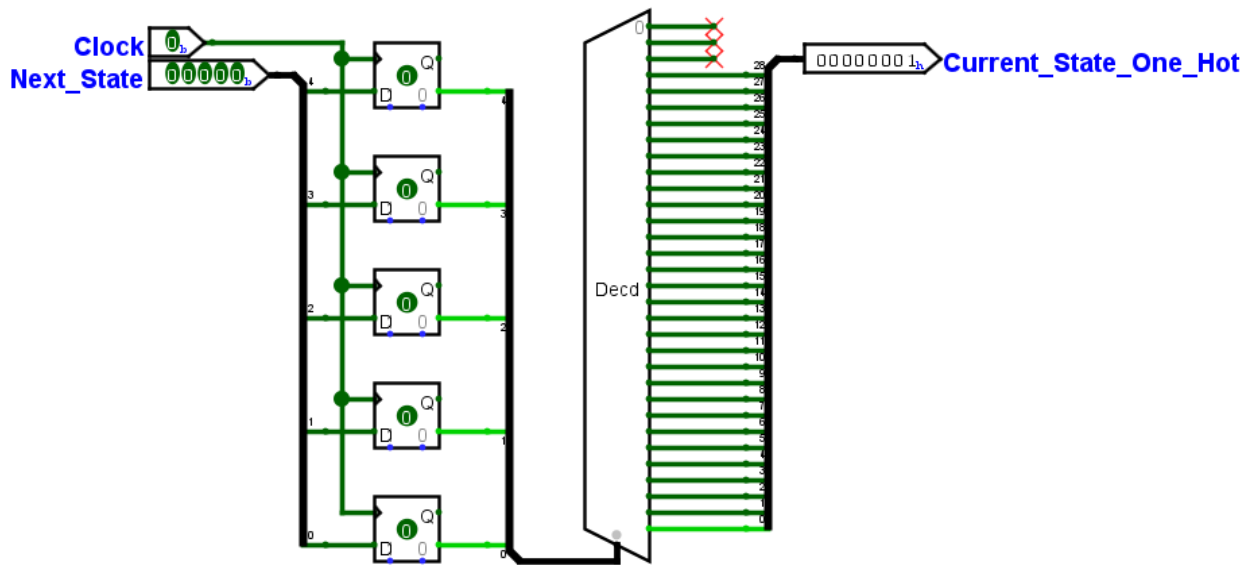 Clock 0b
Next_State 00000b
0
4
0 Q
D 0
4
3
0 Q
D 0
3
2
0 Q
D 0
2
1
0 Q
D 0
1
0
0 Q
D 0
0
Decd
28
27
26
25
24
23
22
21
20
19
18
17
16
15
14
13
12
11
10
9
8
7
6
5
4
3
2
1
0
00000001h Current_State_One_Hot